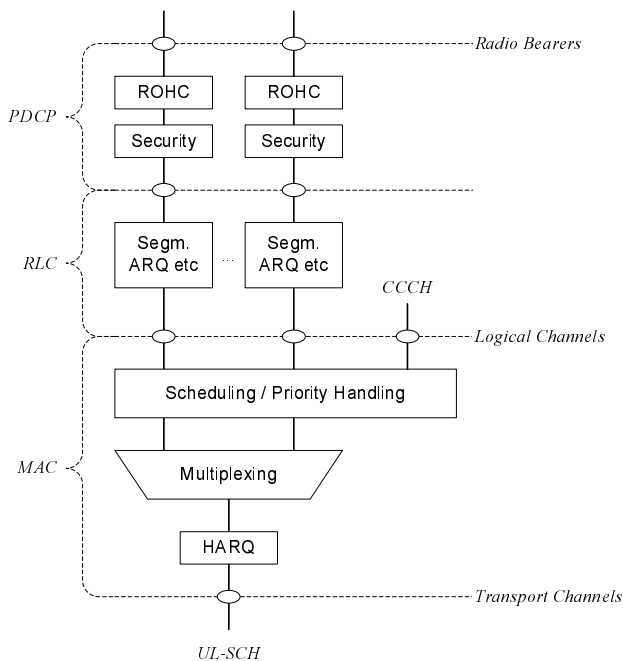 Radio Bearers
ROHC
ROHC
PDCP
Security
Security
Segm.
ARQ etc
...
Segm.
ARQ etc
RLC
CCCH
Logical Channels
Scheduling / Priority Handling
MAC
Multiplexing
HARQ
Transport Channels
UL-SCH